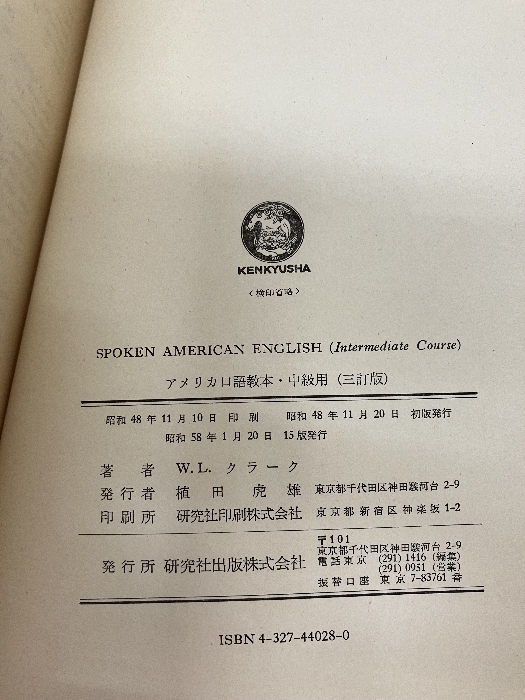 KENKYUSHA
〈検印省略〉
SPOKEN AMERICAN ENGLISH (Intermediate Course)
アメリカ口語教本・中級用（三訂版）
昭和 48 年 11 月 10 日 印 刷 昭和 48 年 11 月 20 日 初版発行
昭和 58 年 1 月 20 日 15版発行
著 者 W.L. クラーク
発行者 植 田 虎 雄 東京都千代田区神田駿河台 2-9
印刷所 研究社印刷株式会社 東京都新宿区神楽坂 1-2
〒101
東京都千代田区神田駿河台 2-9
発行所 研究社出版株式会社 電話東京 (291) 1416 (編集)
(291) 0951 (営業)
振替口座 東京 7-83761 番
ISBN 4-327-44028-0